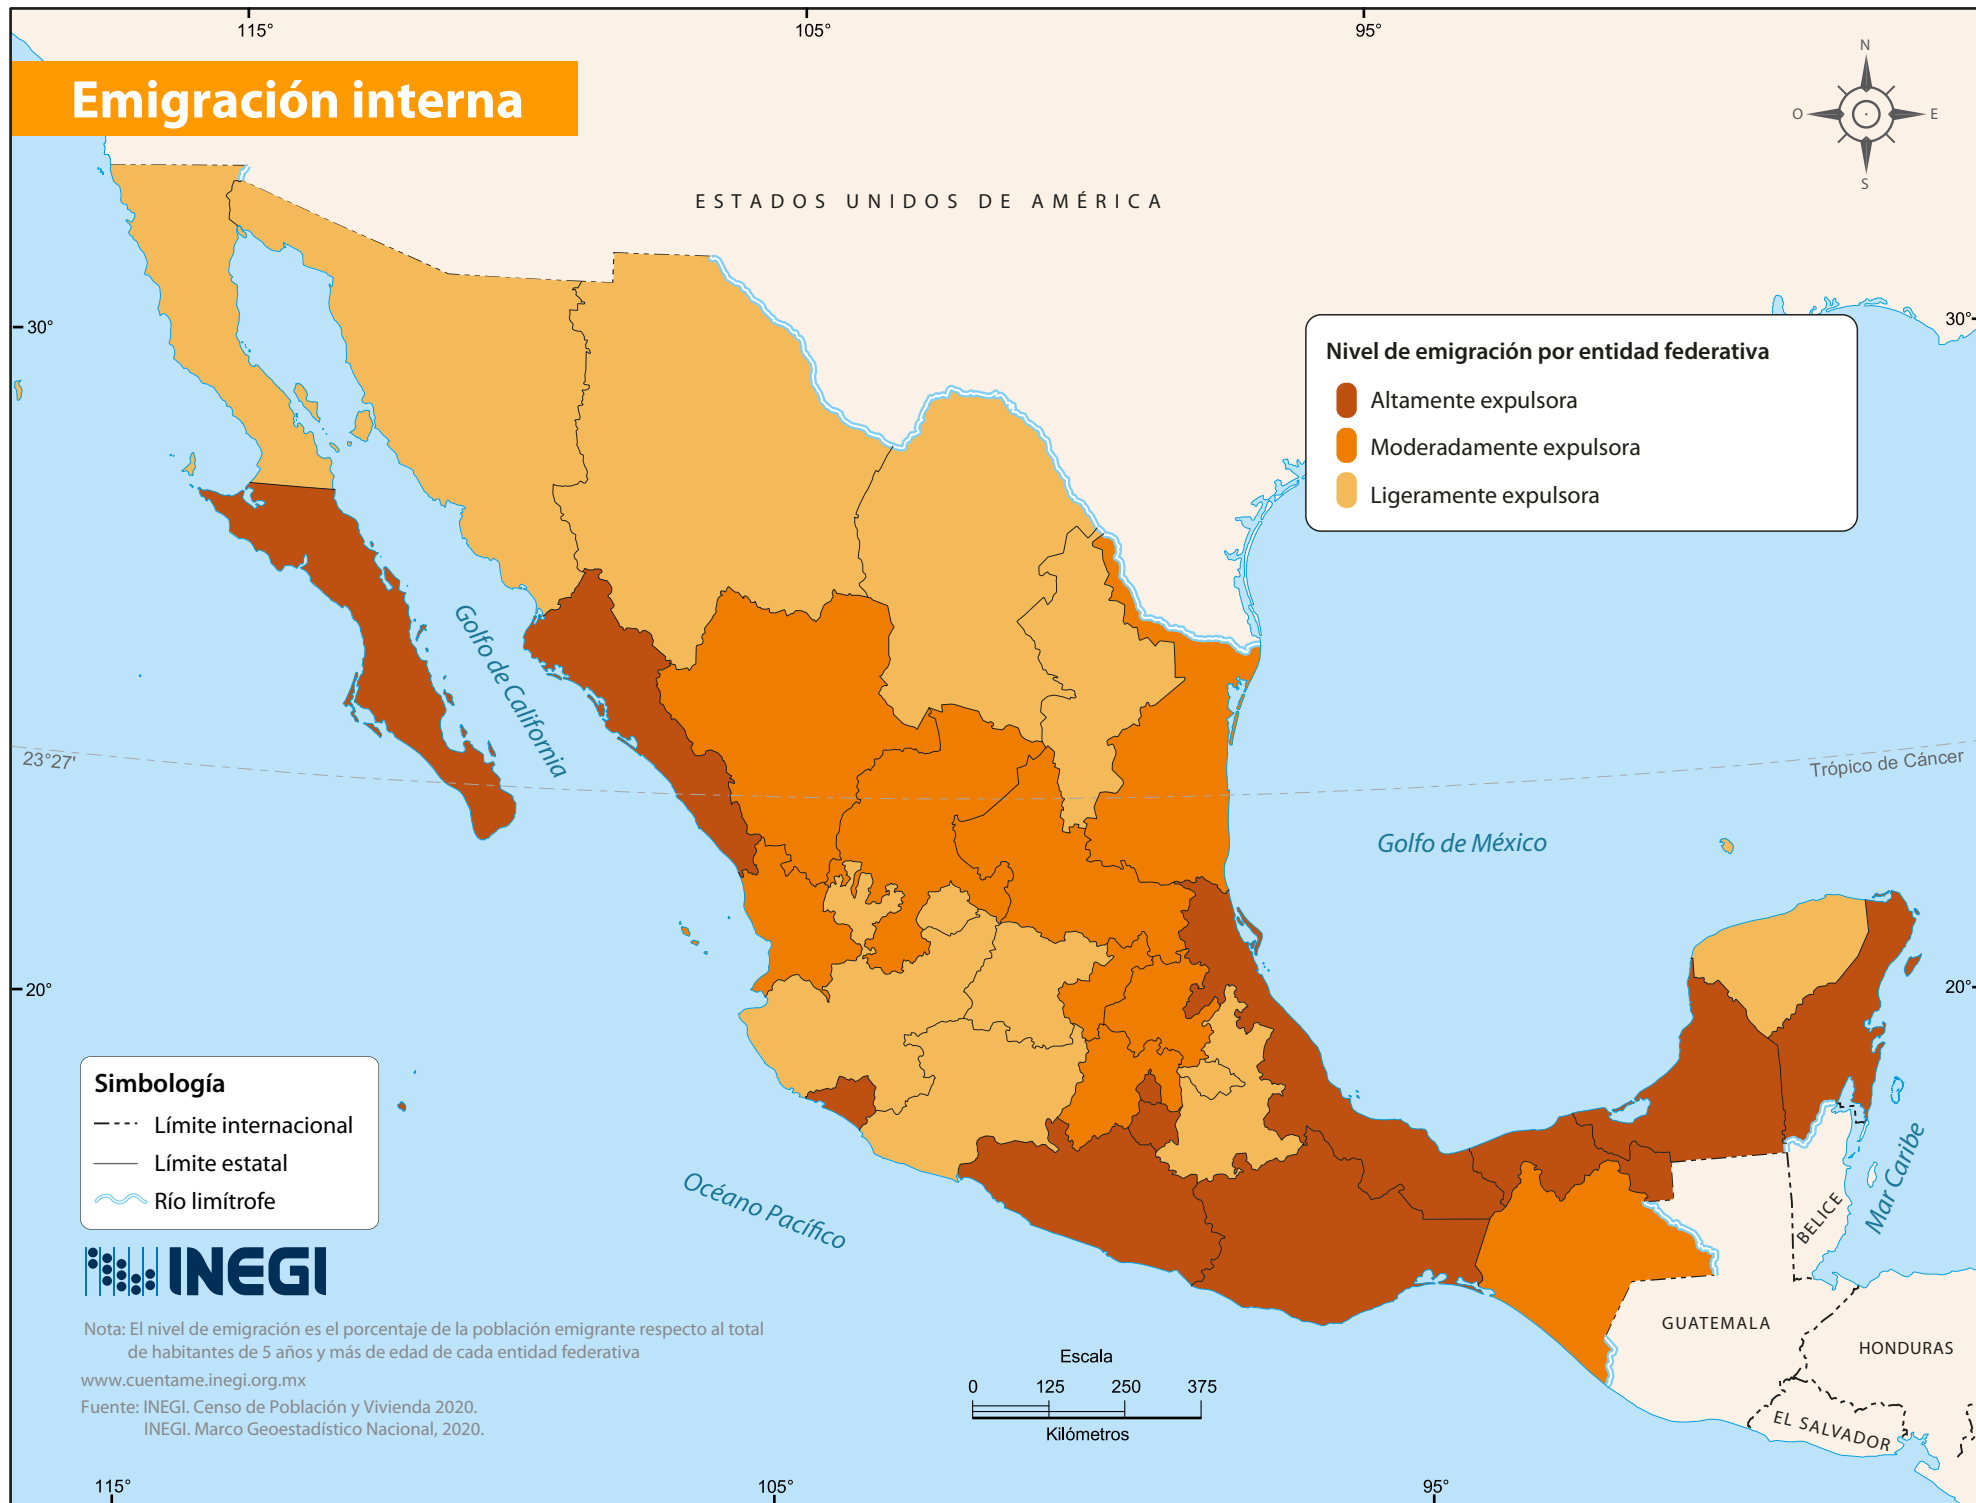 115°
105°
95°
Emigración interna
N
O
E
S
ESTADOS UNIDOS DE AMÉRICA
30°
30°
Nivel de emigración por entidad federativa
Altamente expulsora
Moderadamente expulsora
Ligeramente expulsora
Golfo de California
23°27'
Trópico de Cáncer
Golfo de México
20°
20°
Simbología
Límite internacional
Límite estatal
Río limítrofe
Océano Pacífico
Mar Caribe
BELICE
INEGI
GUATEMALA
HONDURAS
EL SALVADOR
Nota: El nivel de emigración es el porcentaje de la población emigrante respecto al total
de habitantes de 5 años y más de edad de cada entidad federativa
www.cuentame.inegi.org.mx
Fuente: INEGI. Censo de Población y Vivienda 2020.
INEGI. Marco Geoestadístico Nacional, 2020.
Escala
0 125 250 375
Kilómetros
115°
105°
95°